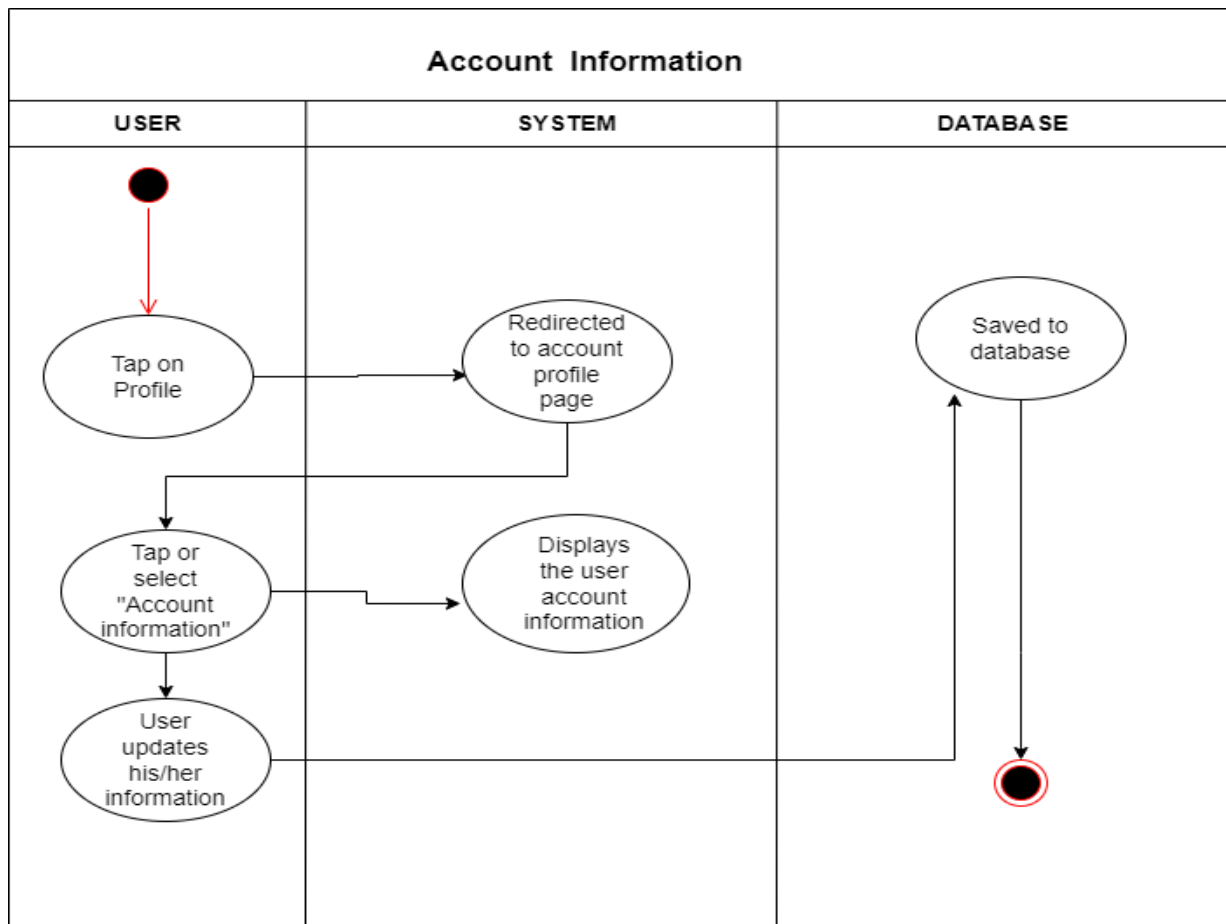 Account Information
USER
SYSTEM
DATABASE
Tap on
Profile
Redirected
to account
profile
page
Saved to
database
Tap or
select
"Account
information"
Displays
the user
account
information
User
updates
his/her
information